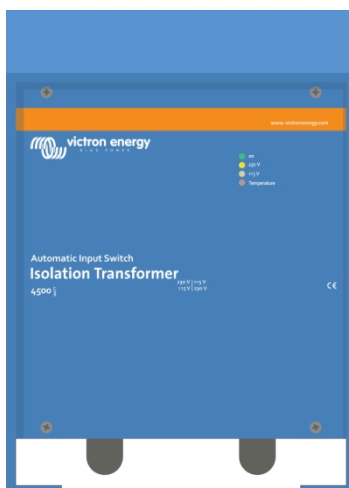 www.victronenergy.com
victron energy
BLUE POWER
on
230 V
115 V
Temperature
Automatic Input Switch
Isolation Transformer
230 V | 115 V
115 V | 230 V
4500
CE